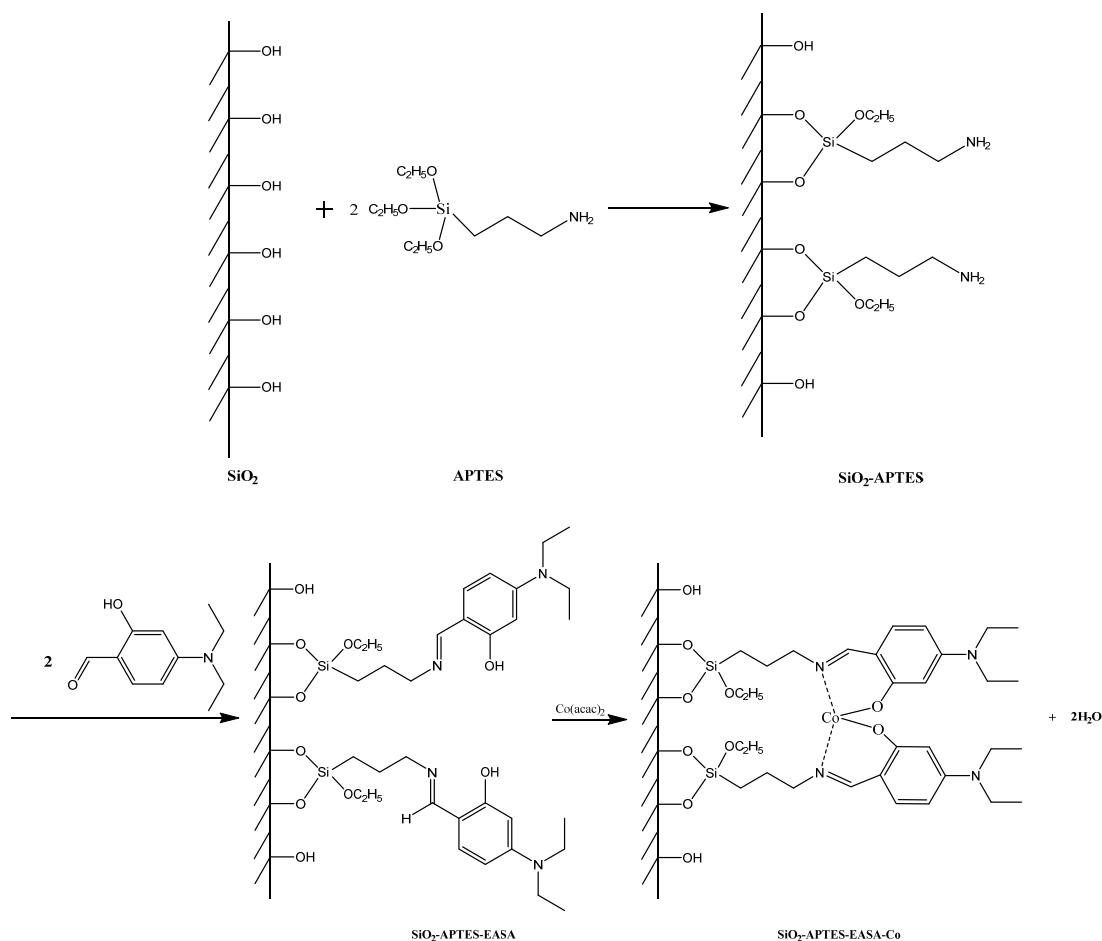 OH
OH
OH
OH
OH
OH
+ 2
C₂H₅O
C₂H₅O
Si
C₂H₅O
NH₂
OH
O
OC₂H₅
Si
NH₂
O
O
Si
NH₂
OC₂H₅
O
OH
SiO₂
APTES
SiO₂-APTES
2
HO
O
N
OH
O
OC₂H₅
Si
O
N
OH
N
O
Si
OC₂H₅
O
N
H
OH
N
OH
Co(acac)₂
OH
O
Si
OC₂H₅
O
N
O
N
Co
O
OC₂H₅
Si
O
N
O
N
OH
+ 2H₂O
SiO₂-APTES-EASA
SiO₂-APTES-EASA-Co